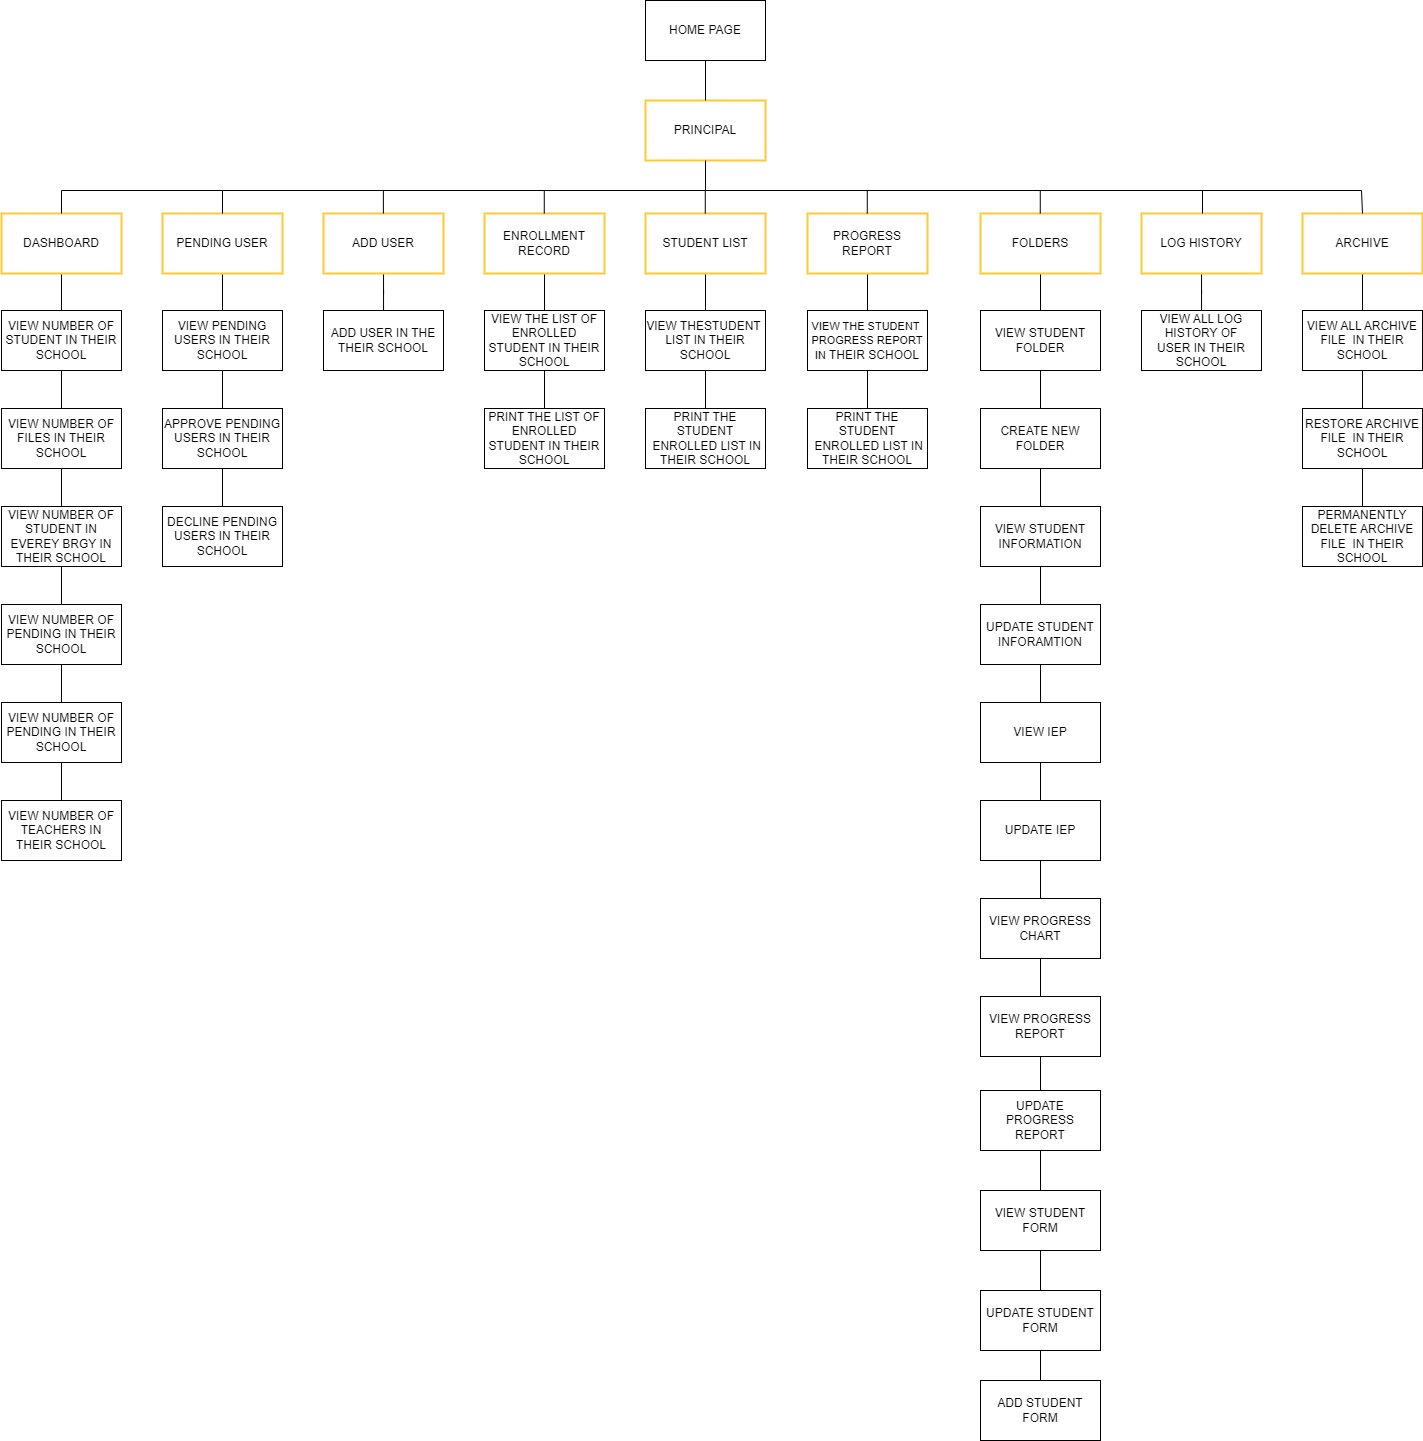 HOME PAGE
PRINCIPAL
DASHBOARD
PENDING USER
ADD USER
ENROLLMENT
RECORD
STUDENT LIST
PROGRESS
REPORT
FOLDERS
LOG HISTORY
ARCHIVE
VIEW NUMBER OF
STUDENT IN THEIR
SCHOOL
VIEW PENDING
USERS IN THEIR
SCHOOL
ADD USER IN THE
THEIR SCHOOL
VIEW THE LIST OF
ENROLLED
STUDENT IN THEIR
SCHOOL
VIEW THESTUDENT
LIST IN THEIR
SCHOOL
VIEW THE STUDENT
PROGRESS REPORT
IN THEIR SCHOOL
VIEW STUDENT
FOLDER
VIEW ALL LOG
HISTORY OF
USER IN THEIR
SCHOOL
VIEW ALL ARCHIVE
FILE IN THEIR
SCHOOL
VIEW NUMBER OF
FILES IN THEIR
SCHOOL
APPROVE PENDING
USERS IN THEIR
SCHOOL
PRINT THE LIST OF
ENROLLED
STUDENT IN THEIR
SCHOOL
PRINT THE
STUDENT
ENROLLED LIST IN
THEIR SCHOOL
PRINT THE
STUDENT
ENROLLED LIST IN
THEIR SCHOOL
CREATE NEW
FOLDER
RESTORE ARCHIVE
FILE IN THEIR
SCHOOL
VIEW NUMBER OF
STUDENT IN
EVEREY BRGY IN
THEIR SCHOOL
DECLINE PENDING
USERS IN THEIR
SCHOOL
VIEW STUDENT
INFORMATION
PERMANENTLY
DELETE ARCHIVE
FILE IN THEIR
SCHOOL
VIEW NUMBER OF
PENDING IN THEIR
SCHOOL
UPDATE STUDENT
INFORAMTION
VIEW NUMBER OF
PENDING IN THEIR
SCHOOL
VIEW IEP
VIEW NUMBER OF
TEACHERS IN
THEIR SCHOOL
UPDATE IEP
VIEW PROGRESS
CHART
VIEW PROGRESS
REPORT
UPDATE
PROGRESS
REPORT
VIEW STUDENT
FORM
UPDATE STUDENT
FORM
ADD STUDENT
FORM